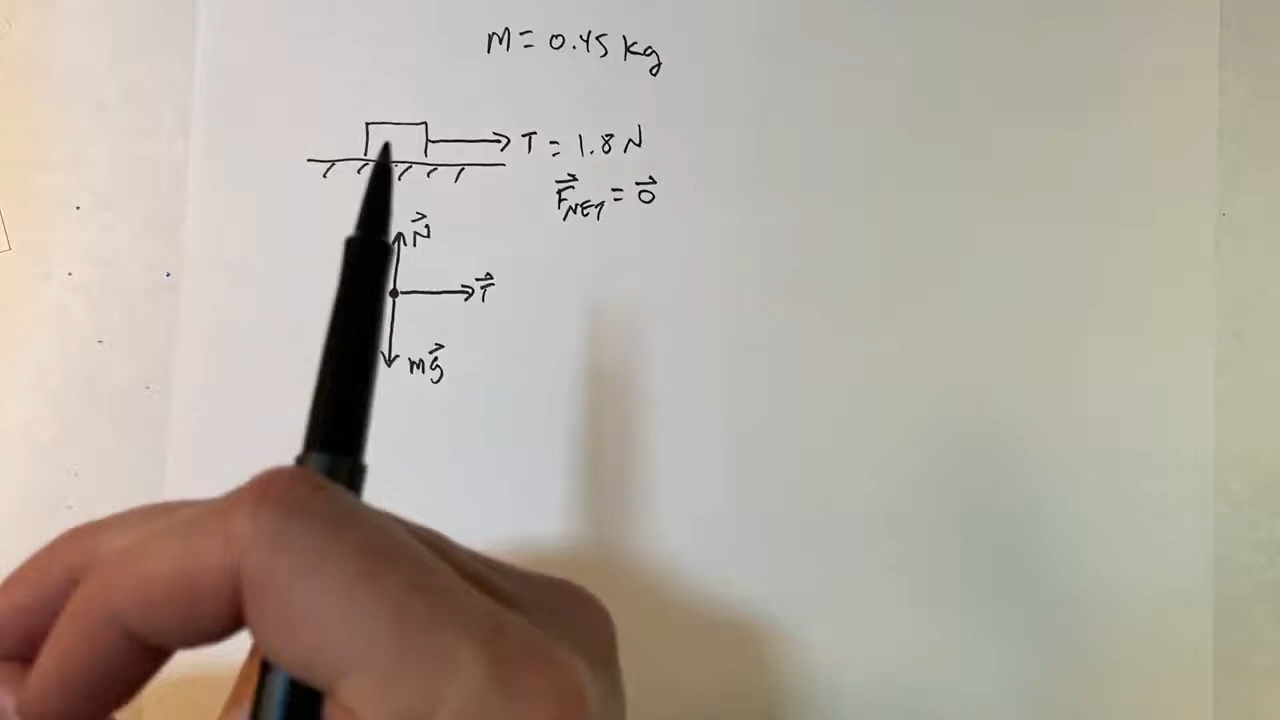 m = 0.45 kg
T = 1.8 N
F⃗NET = 0⃗
N⃗
T⃗
mg⃗